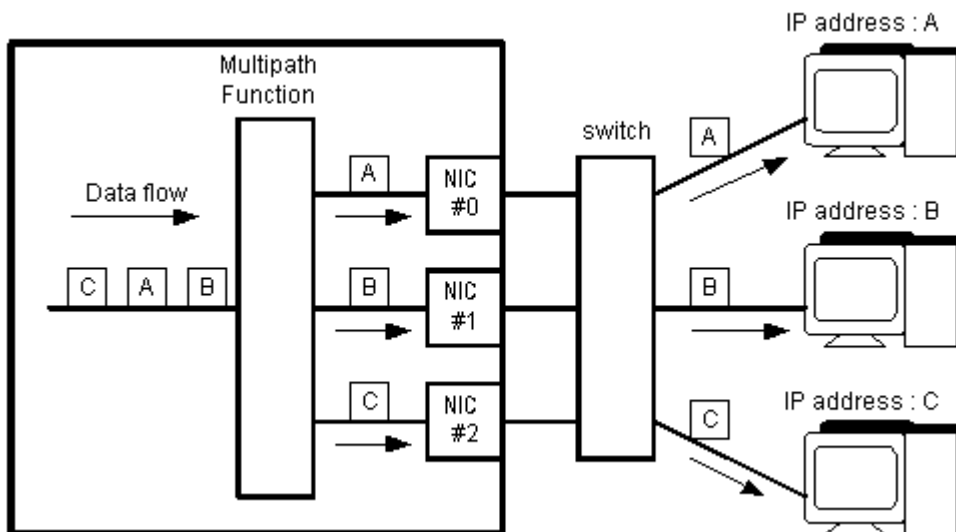 IP address : A
Multipath
Function
switch
A
A
NIC
#0
Data flow
IP address : B
C A B
B
NIC
#1
B
IP address : C
C
NIC
#2
C